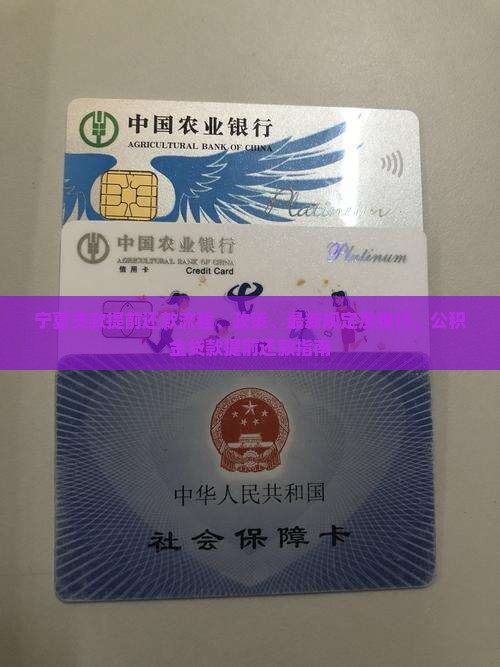 中国农业银行
AGRICULTURAL BANK OF CHINA
Platinum
中国农业银行
AGRICULTURAL BANK OF CHINA
信用卡
Credit Card
Platinum
提前还款
公积
金贷款提前还款指南
中华人民共和国
社会保障卡